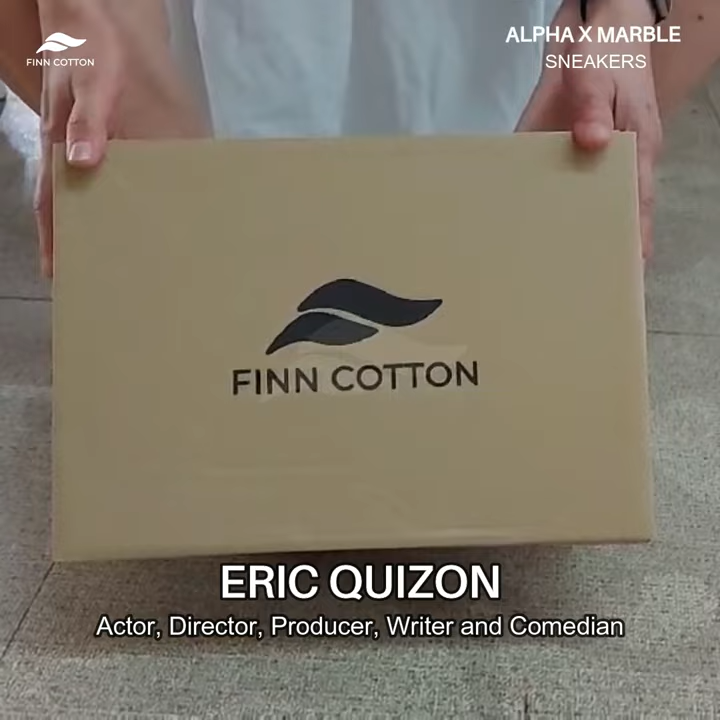 FINN COTTON
ALPHA X MARBLE
SNEAKERS
FINN COTTON
ERIC QUIZON
Actor, Director, Producer, Writer and Comedian